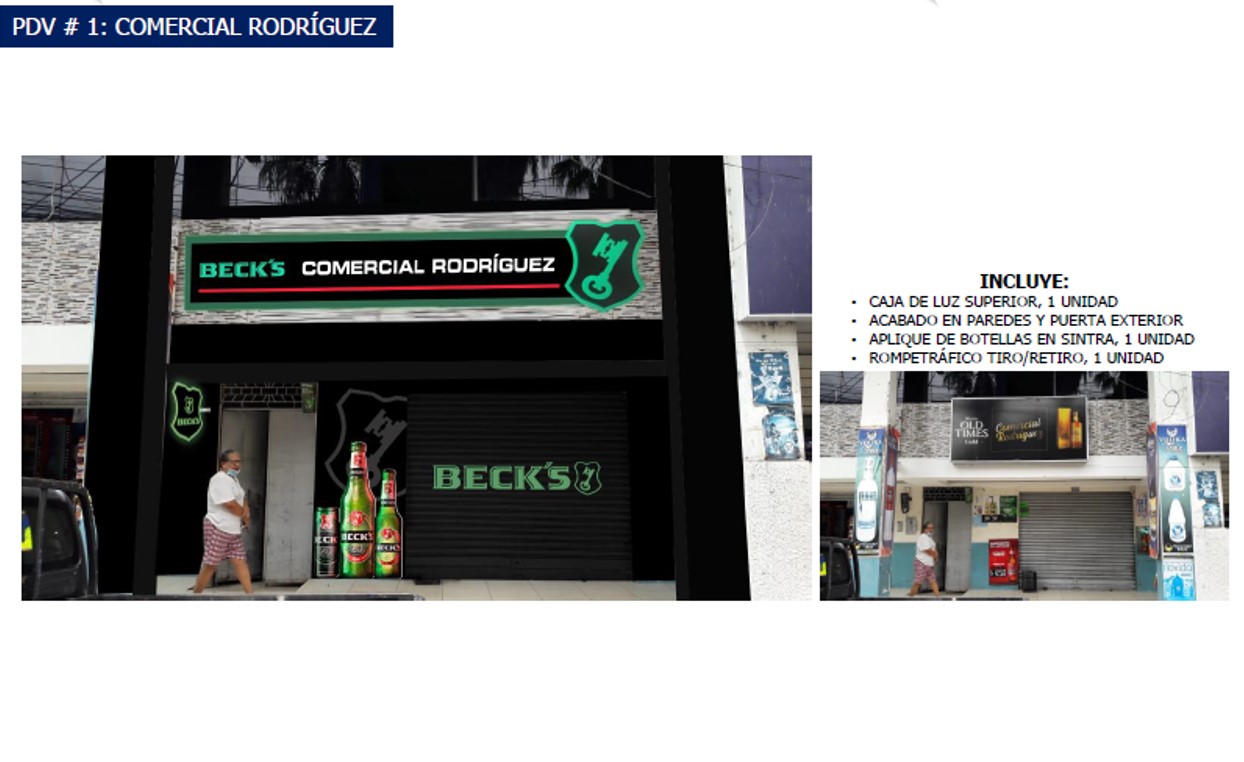 PDV # 1: COMERCIAL RODRÍGUEZ
BECK'S COMERCIAL RODRÍGUEZ
BECK'S
BECK'S
BECK'S
BECK'S
BECK'S
INCLUYE:
• CAJA DE LUZ SUPERIOR, 1 UNIDAD
• ACABADO EN PAREDES Y PUERTA EXTERIOR
• APLIQUE DE BOTELLAS EN SINTRA, 1 UNIDAD
• ROMPETRÁFICO TIRO/RETIRO, 1 UNIDAD
OLD
TIMES
Comercial
Rodríguez